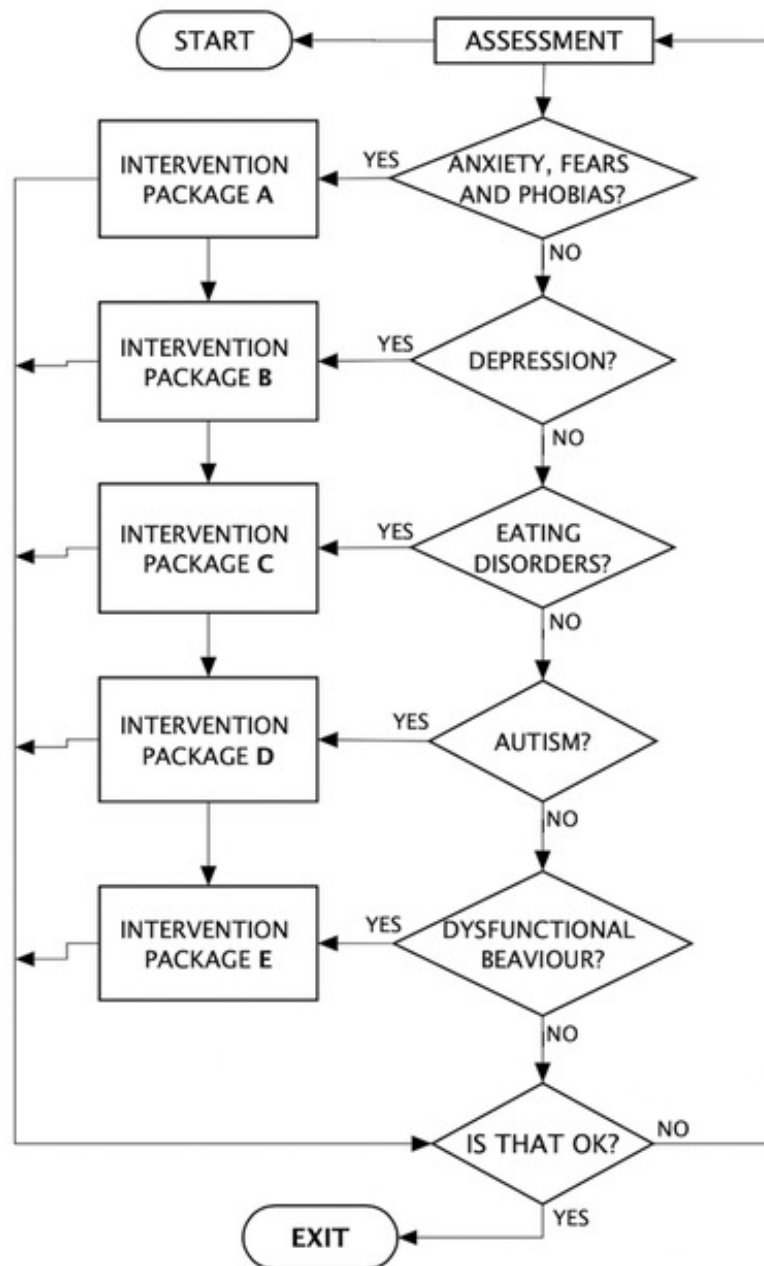 START
ASSESSMENT
INTERVENTION
PACKAGE A
YES
ANXIETY, FEARS
AND PHOBIAS?
NO
INTERVENTION
PACKAGE B
YES
DEPRESSION?
NO
INTERVENTION
PACKAGE C
YES
EATING
DISORDERS?
NO
INTERVENTION
PACKAGE D
YES
AUTISM?
NO
INTERVENTION
PACKAGE E
YES
DYSFUNCTIONAL
BEAVIOUR?
NO
IS THAT OK?
NO
YES
EXIT